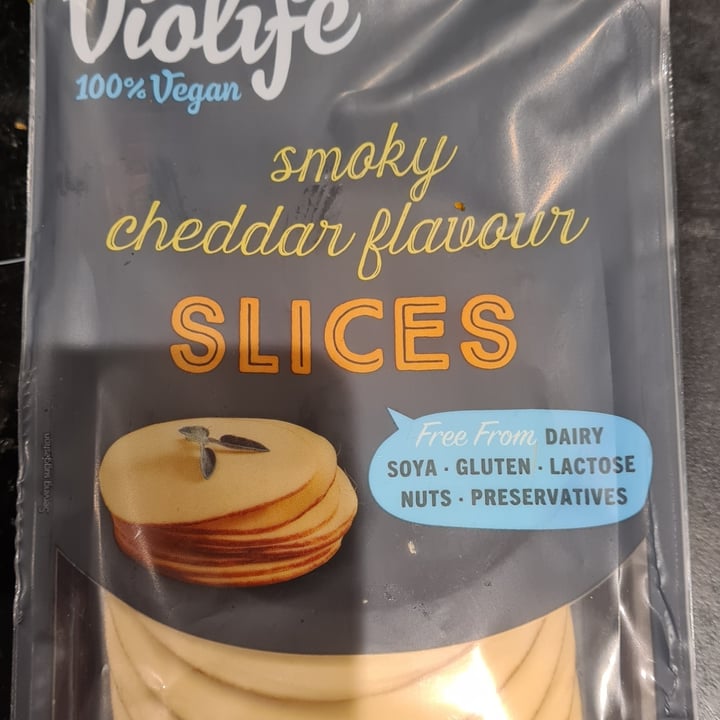 Violife
100% Vegan
smoky
cheddar flavour
SLICES
Free From DAIRY
SOYA · GLUTEN · LACTOSE
NUTS · PRESERVATIVES
Serving suggestion